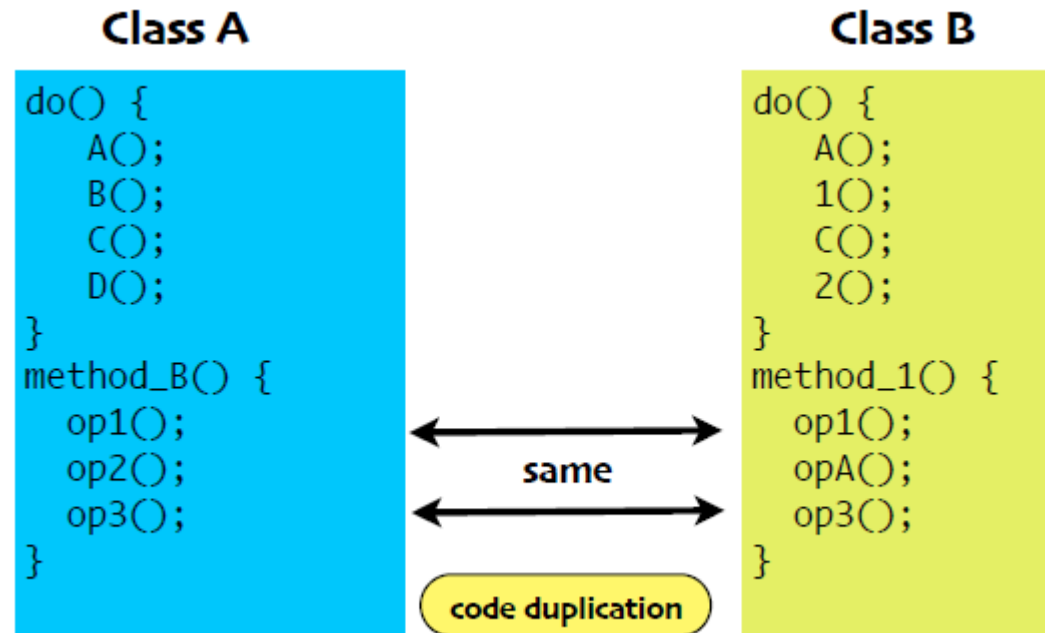 Class A
do() {
A();
B();
C();
D();
}
method_B() {
op1();
op2();
op3();
}
same
code duplication
Class B
do() {
A();
1();
C();
2();
}
method_1() {
op1();
opA();
op3();
}